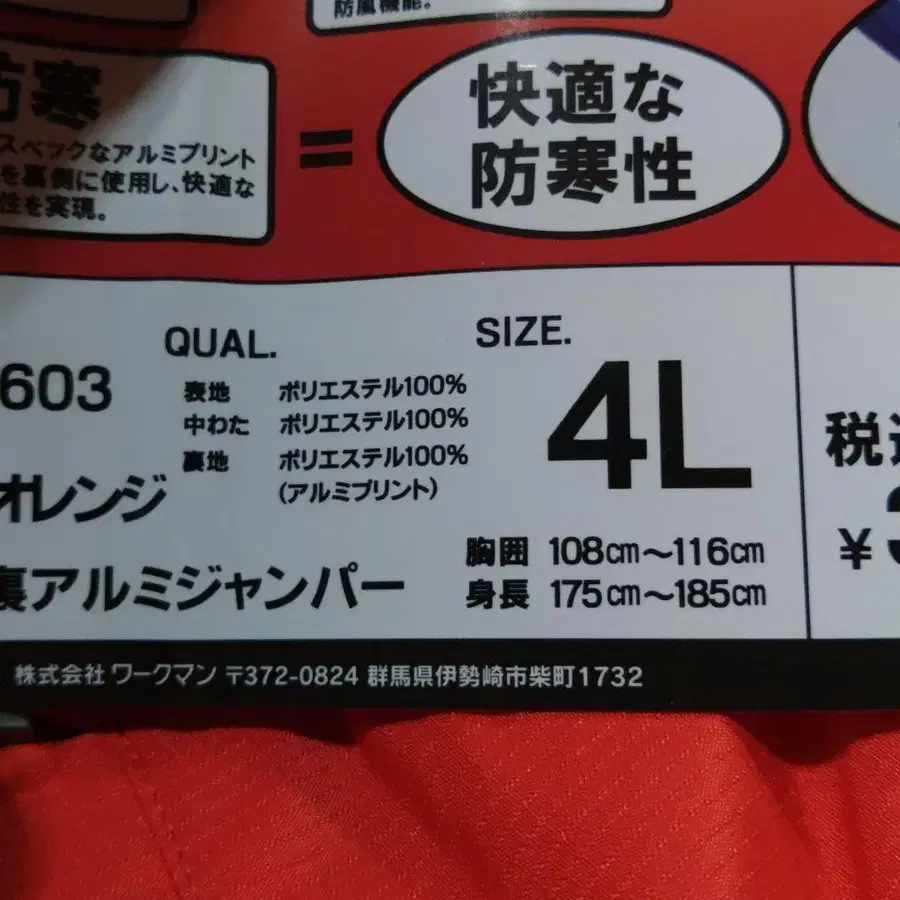 防風機能。
防寒
スペックなアルミプリント
を裏側に使用し、快適な
性を実現。
=
快適な
防寒性
603
オレンジ
裏アルミジャンパー
QUAL.
表地 ポリエステル100%
中わた ポリエステル100%
裏地 ポリエステル100%
(アルミプリント)
SIZE.
4L
胸囲 108cm〜116cm
身長 175cm〜185cm
税込
¥
株式会社 ワークマン 〒372-0824 群馬県伊勢崎市柴町1732